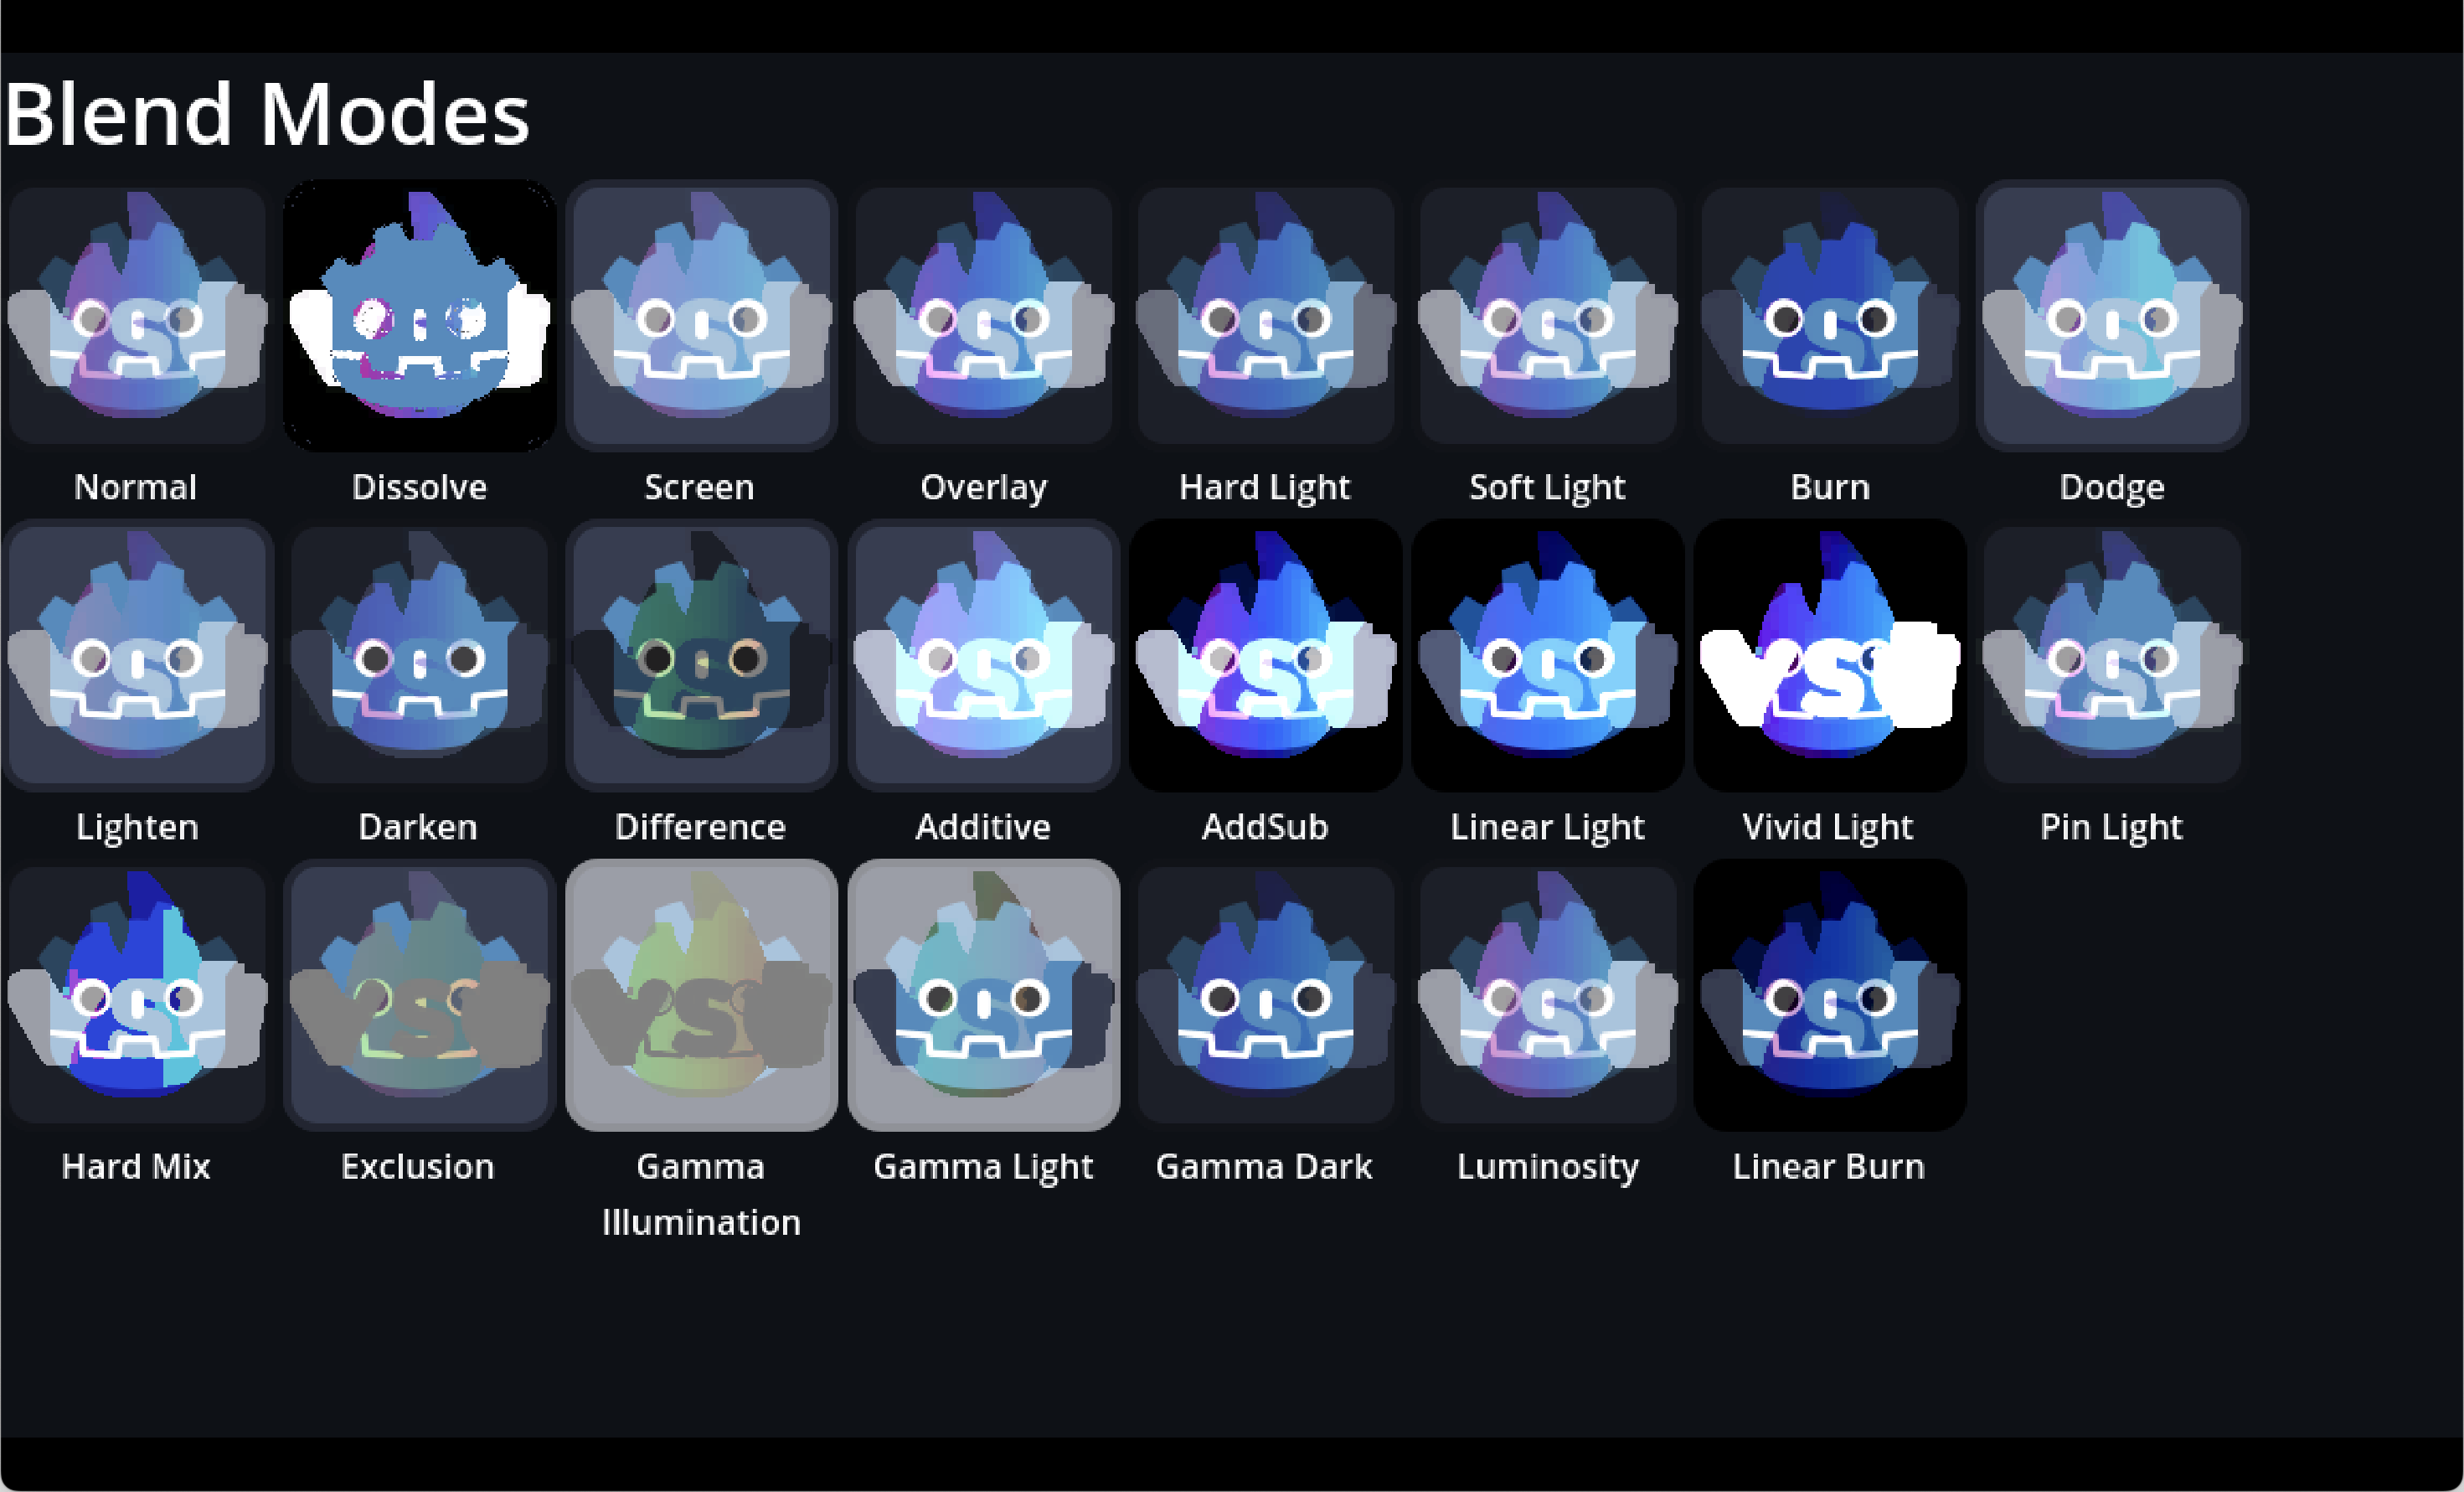 Blend Modes
Normal
Dissolve
Screen
Overlay
Hard Light
Soft Light
Burn
Dodge
Lighten
Darken
Difference
Additive
AddSub
Linear Light
Vivid Light
Pin Light
Hard Mix
Exclusion
Gamma
Illumination
Gamma Light
Gamma Dark
Luminosity
Linear Burn